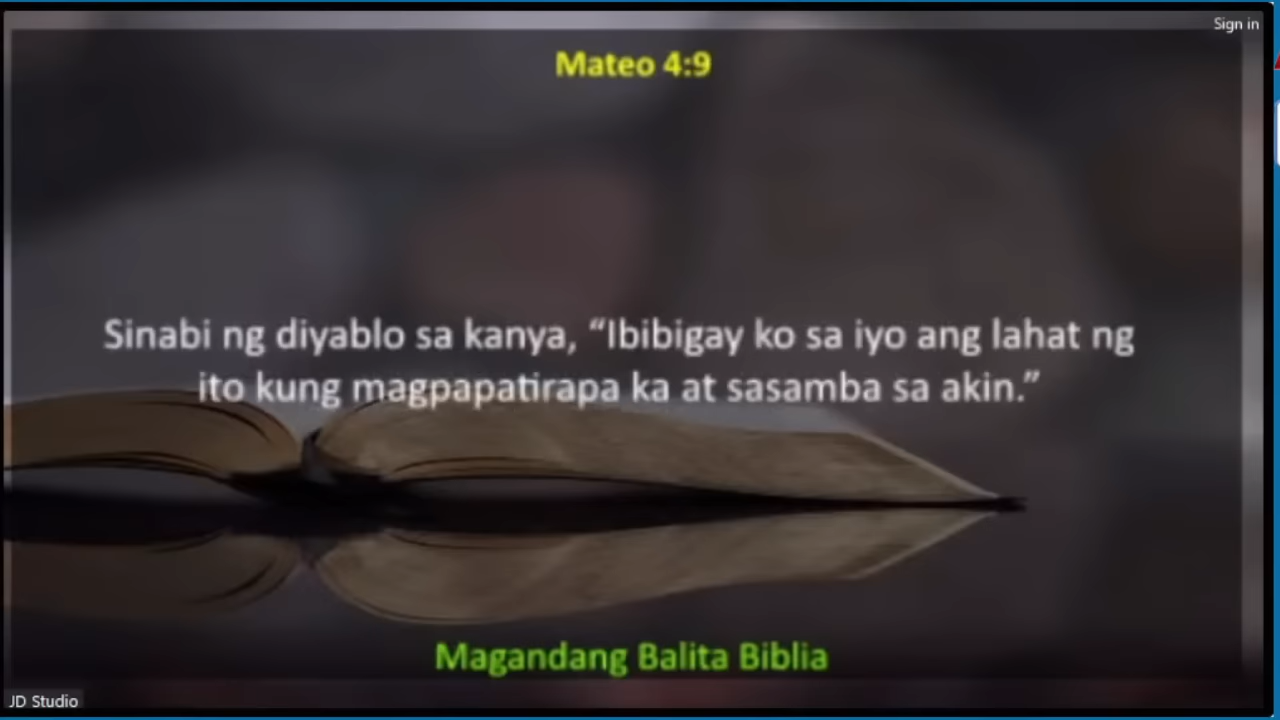 Sign in
Mateo 4:9
Sinabi ng diyablo sa kanya, “Ibibigay ko sa iyo ang lahat ng
ito kung magpapatirapa ka at sasamba sa akin.”
Magandang Balita Biblia
JD Studio